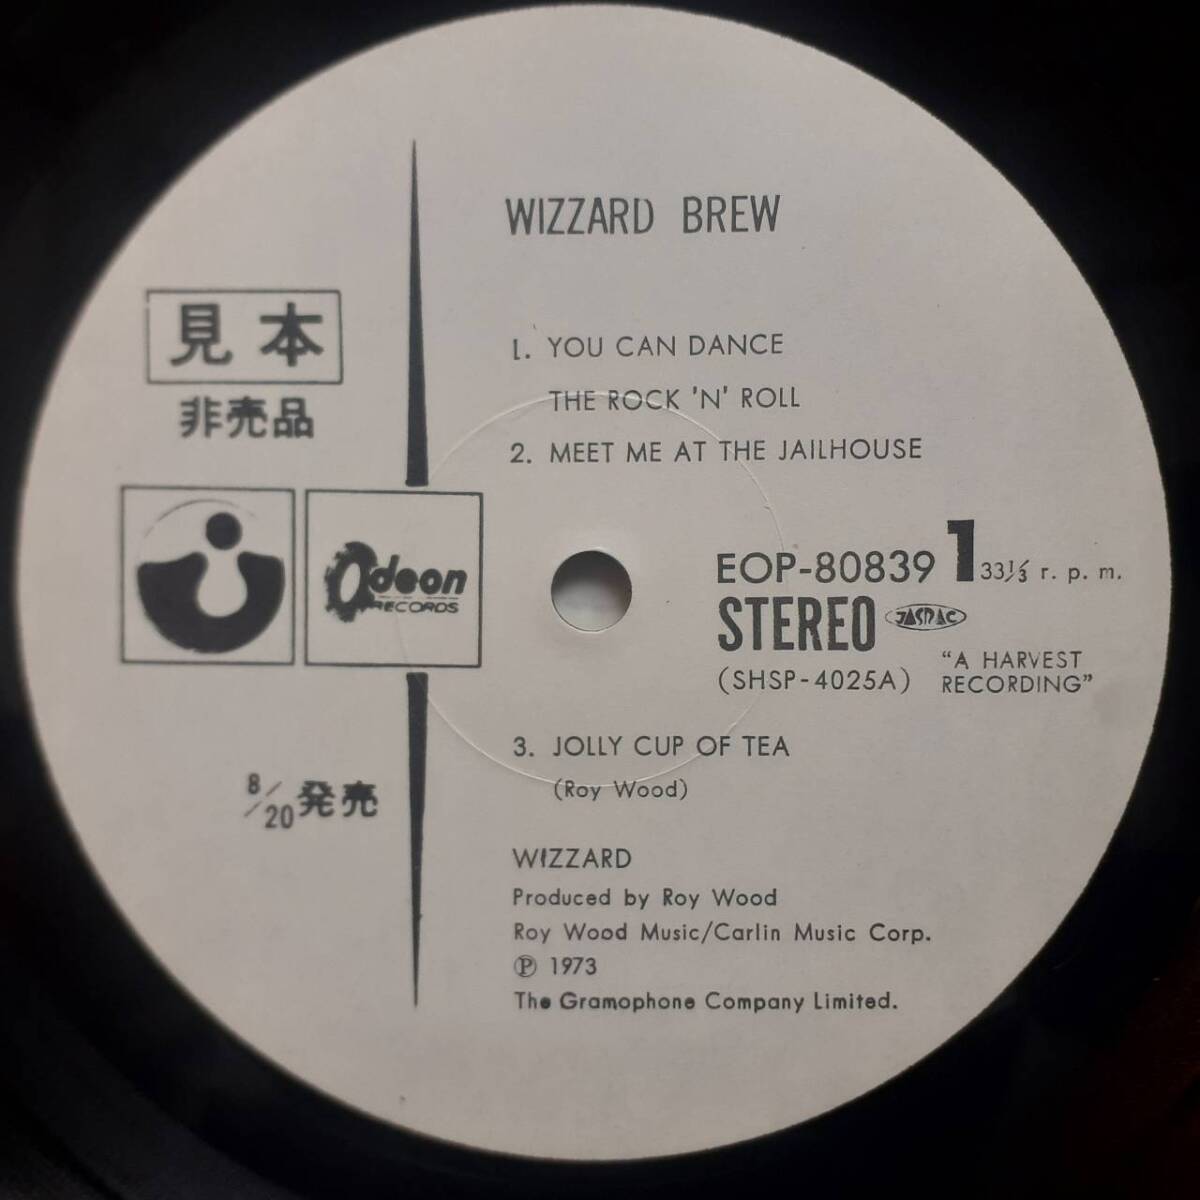 WIZZARD BREW
見本
非売品
1. YOU CAN DANCE
THE ROCK 'N' ROLL
2. MEET ME AT THE JAILHOUSE
Odeon
RECORDS
EOP-80839 1 33⅓ r. p. m.
STEREO JASRAC
(SHSP-4025A) “A HARVEST
RECORDING”
3. JOLLY CUP OF TEA
(Roy Wood)
8/20発売
WIZZARD
Produced by Roy Wood
Roy Wood Music/Carlin Music Corp.
℗ 1973
The Gramophone Company Limited.